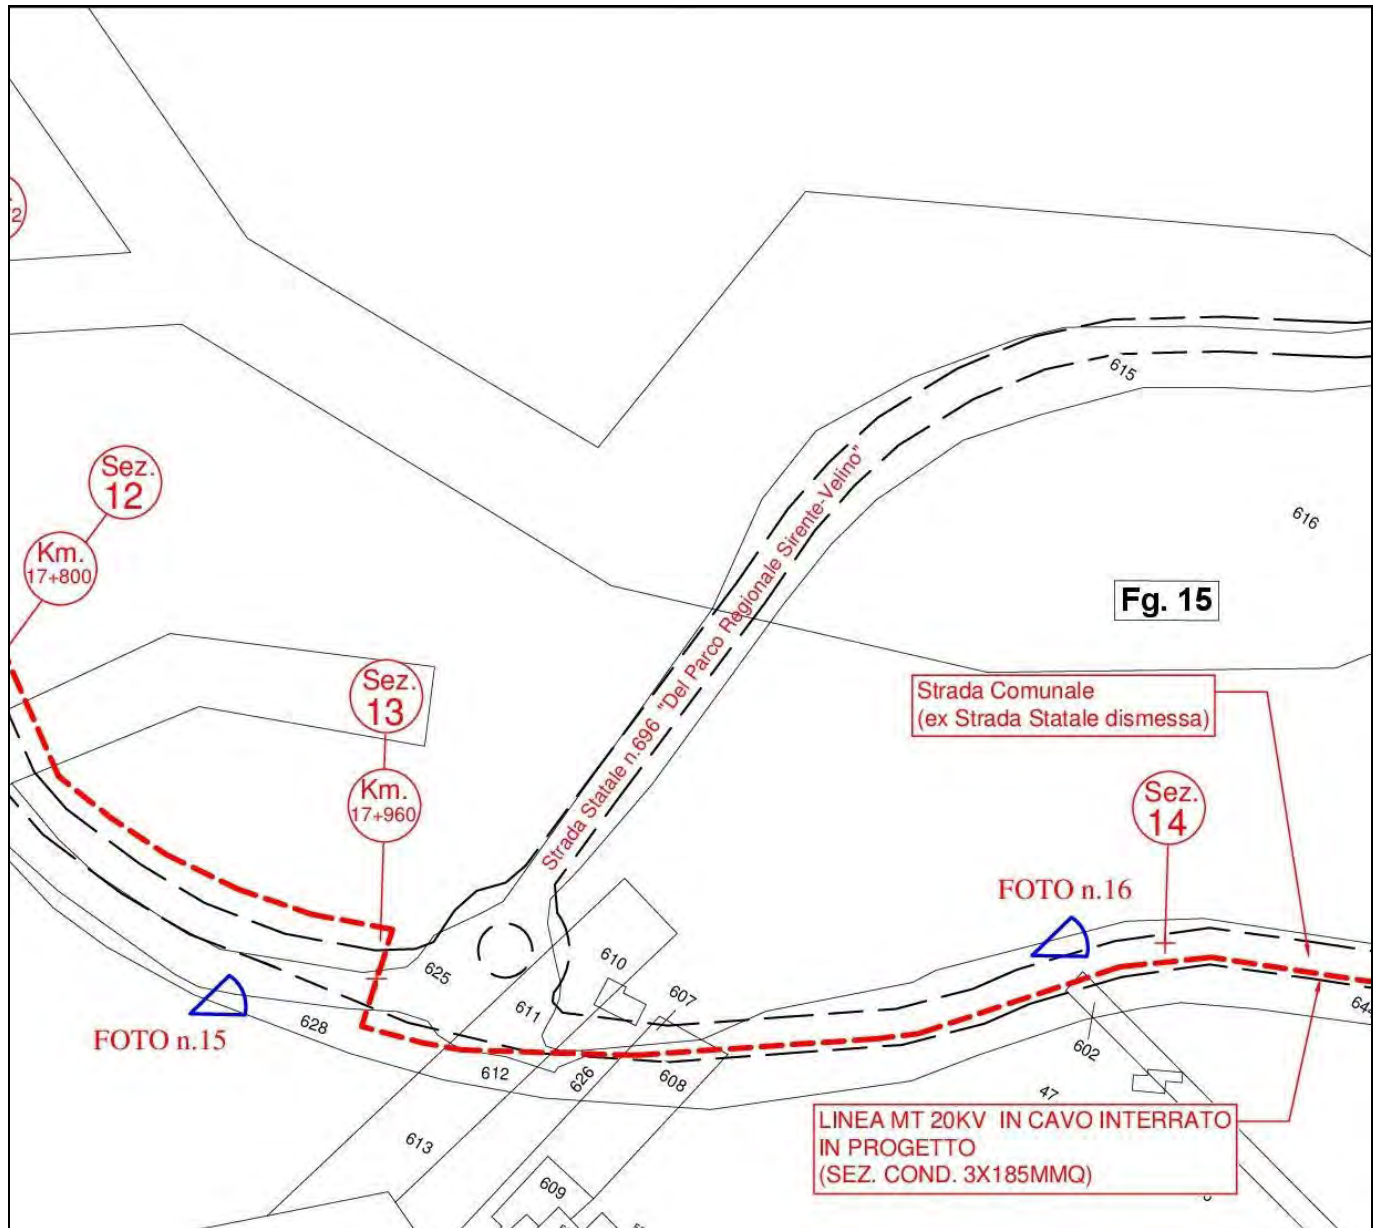 2
615
Strada Statale n.696 "Del Parco Regionale Sirente-Velino"
Sez.
12
616
Km.
17+800
Fg. 15
Sez.
13
Strada Comunale
(ex Strada Statale dismessa)
Km.
17+960
Sez.
14
FOTO n.16
610
625
607
611
628
FOTO n.15
602
612
626
608
47
LINEA MT 20KV IN CAVO INTERRATO
IN PROGETTO
(SEZ. COND. 3X185MMQ)
613
609